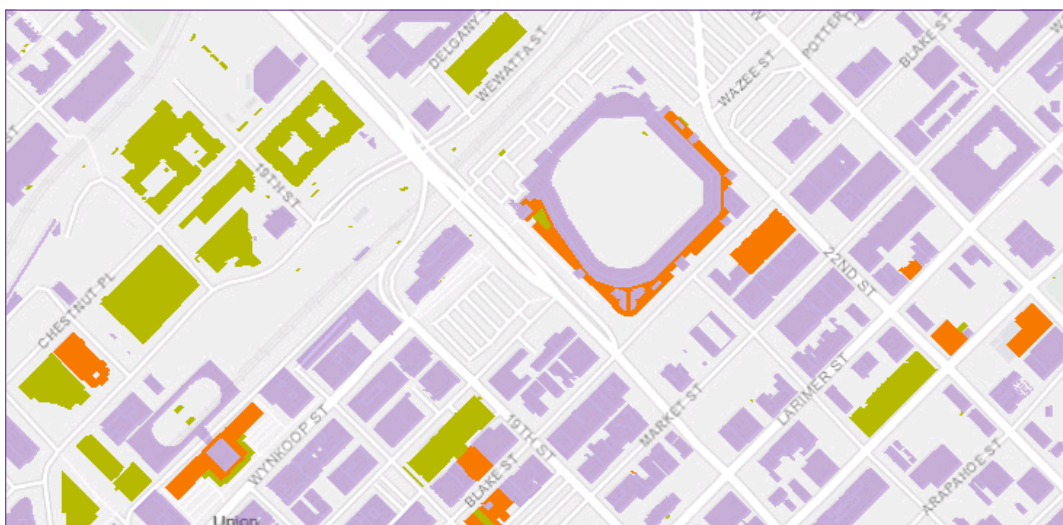 DELGANY
WEWATTA ST
POTTER
BLAKE ST
WAZEE ST
ST
19TH ST
22ND ST
CHESTNUT PL
LARIMER ST
MARKET ST
WYNKOOP ST
19TH ST
BLAKE ST
ARAPAHOE ST
Union